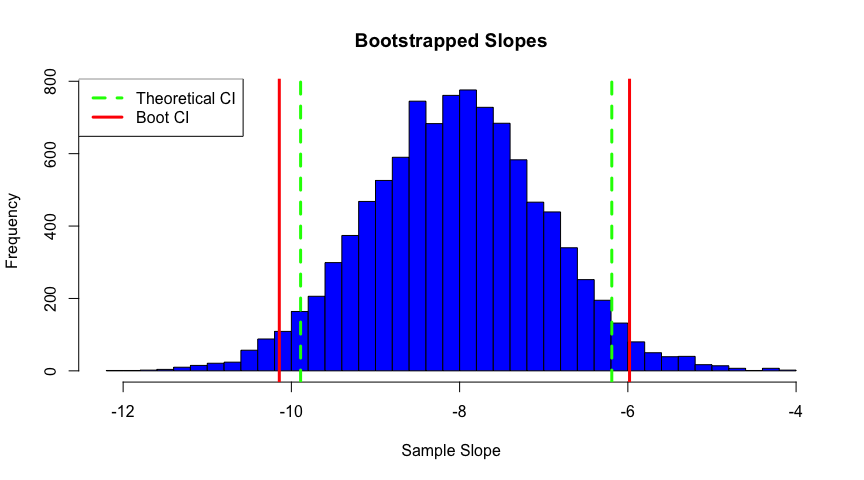 Bootstrapped Slopes
Theoretical CI
Boot CI
Frequency
800
600
400
200
0
-12
-10
-8
-6
-4
Sample Slope